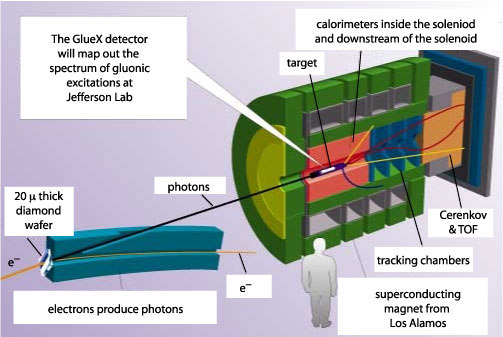 The GlueX detector
will map out the
spectrum of gluonic
excitations at
Jefferson Lab
calorimeters inside the soleniod
and downstream of the solenoid
target
photons
20 μ thick
diamond
wafer
e⁻
e⁻
electrons produce photons
Cerenkov
& TOF
tracking chambers
superconducting
magnet from
Los Alamos